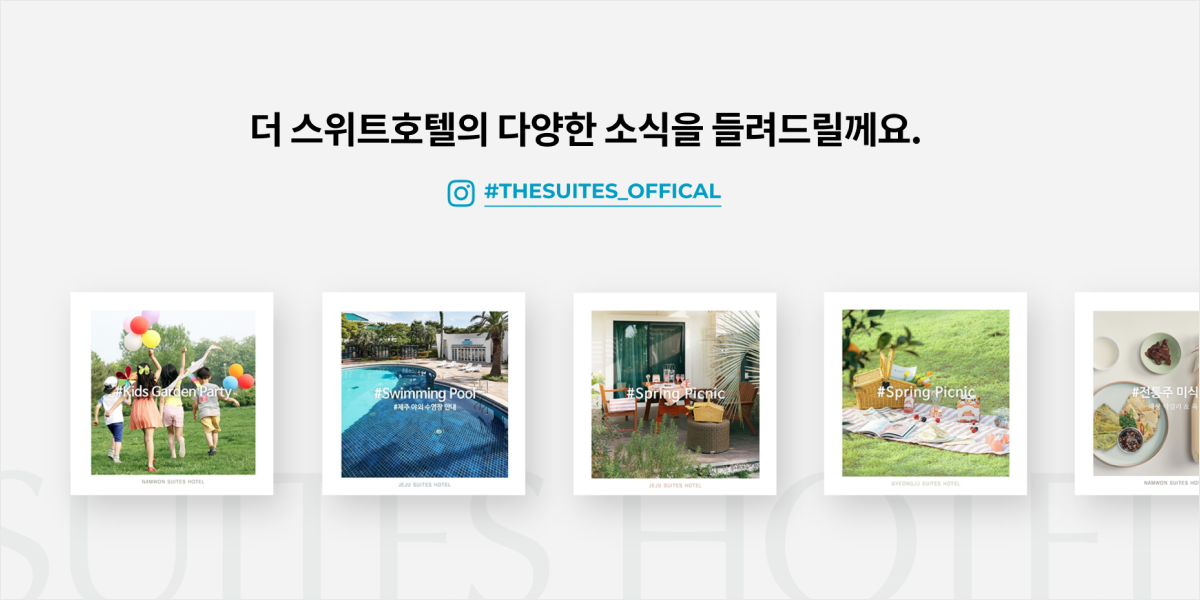 더 스위트호텔의 다양한 소식을 들려드릴께요.
#THESUITES_OFFICAL
#Kids Garden Party
NAMWON SUITES HOTEL
#Swimming Pool
#제주 야외 수영장 안내
JEJU SUITES HOTEL
#Spring Picnic
JEJU SUITES HOTEL
#Spring Picnic
GYEONGJU SUITES HOTEL
#전통주 미식
NAMWON SUITES HO
SUITES HOTEL